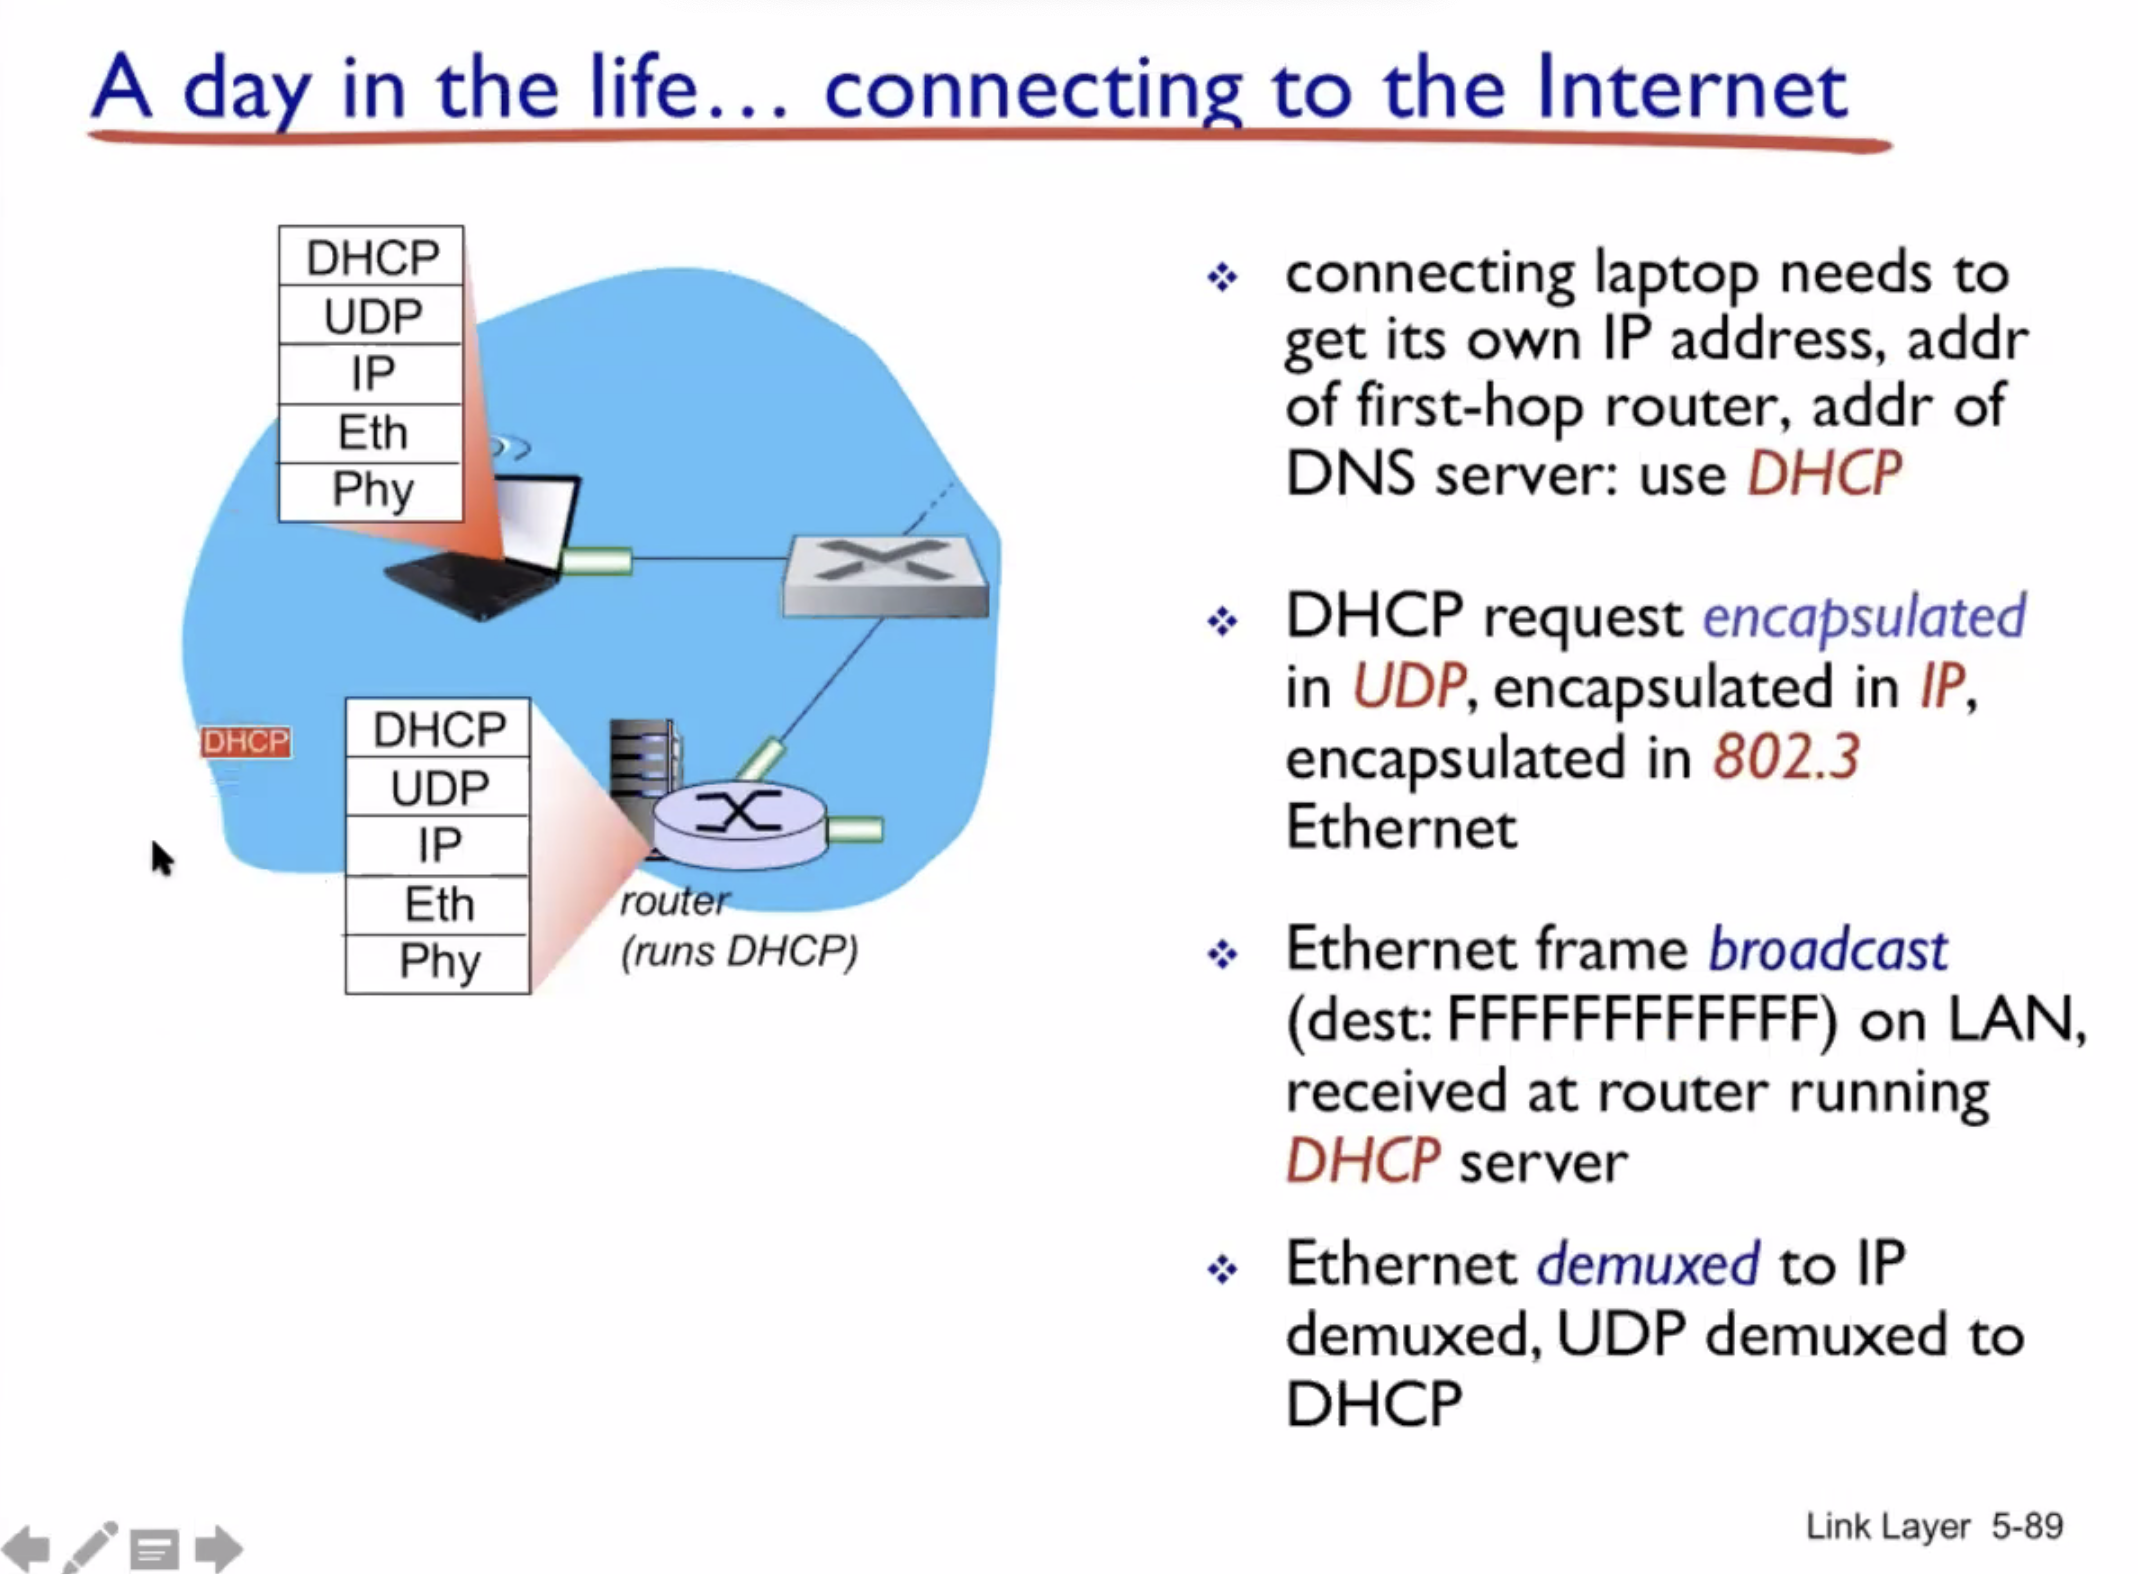 A day in the life… connecting to the Internet
DHCP
UDP
IP
Eth
Phy
DHCP
DHCP
UDP
IP
Eth
Phy
router
(runs DHCP)
connecting laptop needs to
get its own IP address, addr
of first-hop router, addr of
DNS server: use DHCP
DHCP request encapsulated
in UDP, encapsulated in IP,
encapsulated in 802.3
Ethernet
Ethernet frame broadcast
(dest: FFFFFFFFFFFF) on LAN,
received at router running
DHCP server
Ethernet demuxed to IP
demuxed, UDP demuxed to
DHCP
Link Layer 5-89